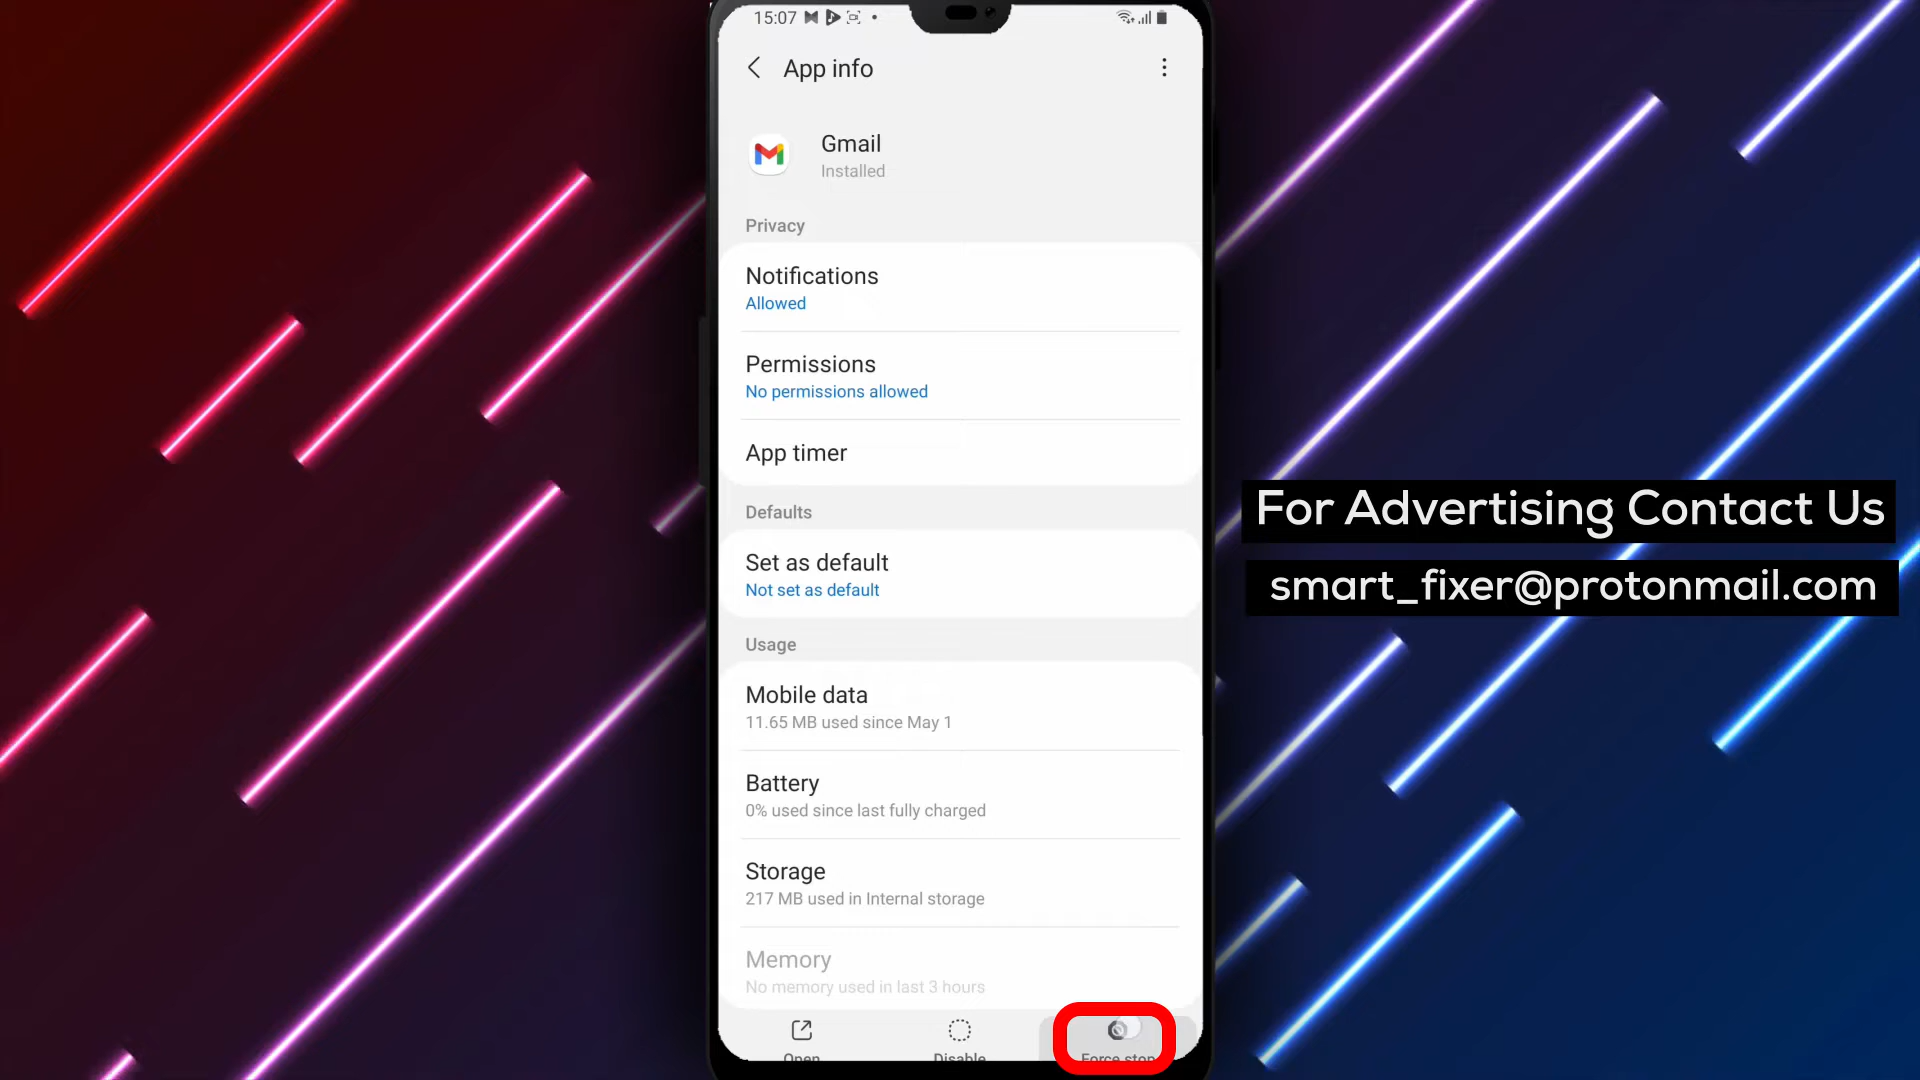 15:07
App info
Gmail
Installed
Privacy
Notifications
Allowed
Permissions
No permissions allowed
App timer
Defaults
Set as default
Not set as default
Usage
Mobile data
11.65 MB used since May 1
Battery
0% used since last fully charged
Storage
217 MB used in Internal storage
Memory
No memory used in last 3 hours
Open Disable Force stop
For Advertising Contact Us
smart_fixer@protonmail.com